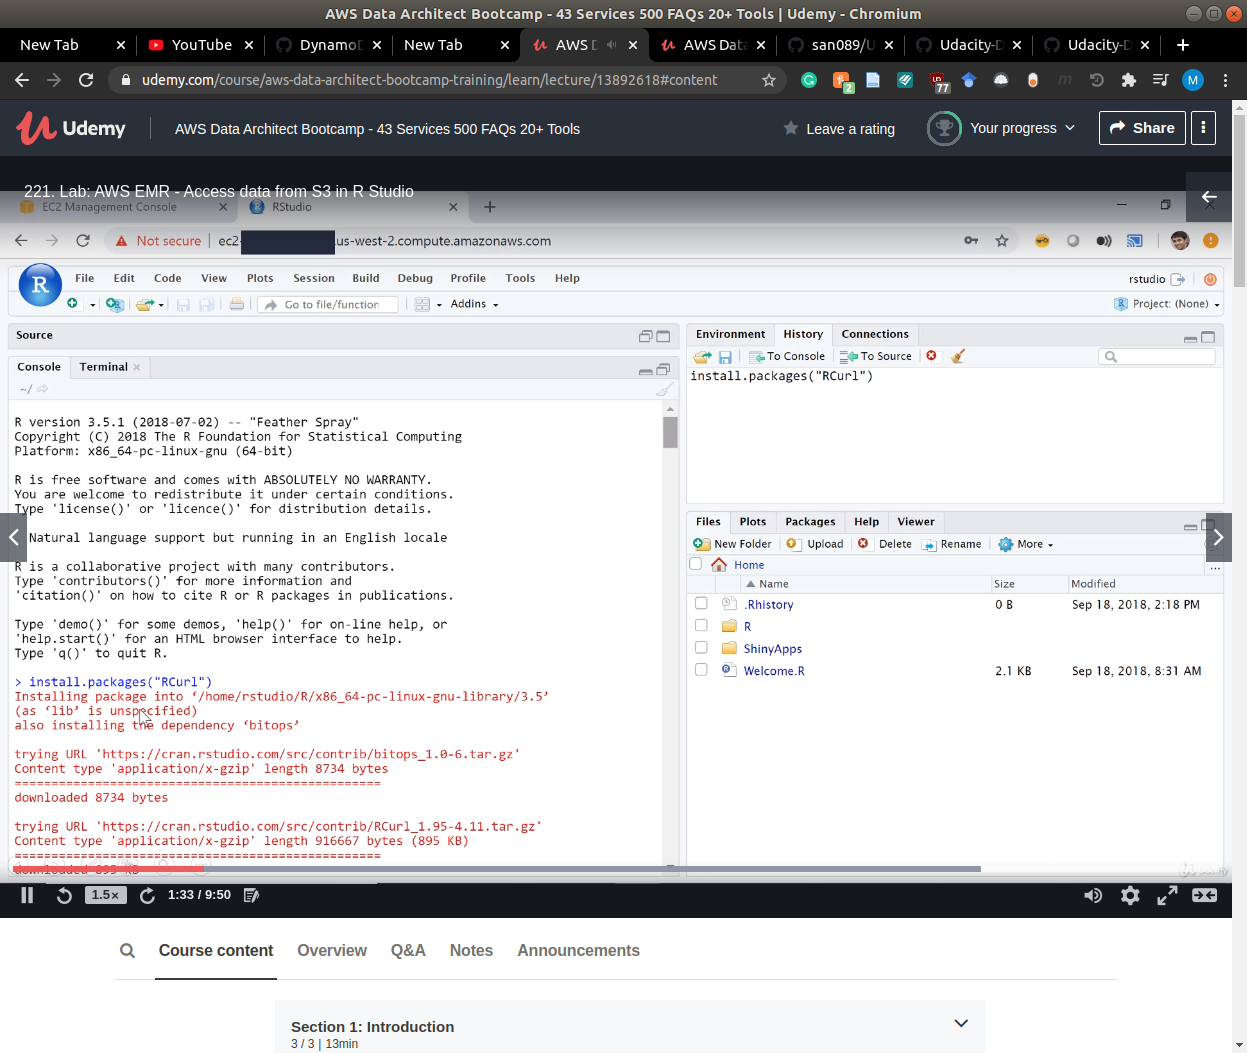 AWS Data Architect Bootcamp - 43 Services 500 FAQs 20+ Tools | Udemy - Chromium
New Tab
YouTube
Dynamo
New Tab
AWS
AWS Dat
san089/U
Udacity-D
Udacity-D
udemy.com/course/aws-data-architect-bootcamp-training/learn/lecture/13892618#content
2
77
M
Udemy
AWS Data Architect Bootcamp - 43 Services 500 FAQs 20+ Tools
Leave a rating
Your progress
Share
221. Lab: AWS EMR - Access data from S3 in R Studio
EC2 Management Console
RStudio
Not secure
ec2-
.us-west-2.compute.amazonaws.com
R
File Edit Code View Plots Session Build Debug Profile Tools Help
rstudio
Go to file/function
Addins
Project: (None)
Source
Console
Terminal
~/
R version 3.5.1 (2018-07-02) -- "Feather Spray"
Copyright (C) 2018 The R Foundation for Statistical Computing
Platform: x86_64-pc-linux-gnu (64-bit)
R is free software and comes with ABSOLUTELY NO WARRANTY.
You are welcome to redistribute it under certain conditions.
Type 'license()' or 'licence()' for distribution details.
Natural language support but running in an English locale
R is a collaborative project with many contributors.
Type 'contributors()' for more information and
'citation()' on how to cite R or R packages in publications.
Type 'demo()' for some demos, 'help()' for on-line help, or
'help.start()' for an HTML browser interface to help.
Type 'q()' to quit R.
> install.packages("RCurl")
Installing package into ‘/home/rstudio/R/x86_64-pc-linux-gnu-library/3.5’
(as ‘lib’ is unspecified)
also installing the dependency ‘bitops’
trying URL 'https://cran.rstudio.com/src/contrib/bitops_1.0-6.tar.gz'
Content type 'application/x-gzip' length 8734 bytes
==================================================
downloaded 8734 bytes
trying URL 'https://cran.rstudio.com/src/contrib/RCurl_1.95-4.11.tar.gz'
Content type 'application/x-gzip' length 916667 bytes (895 KB)
==================================================
downloaded 895 KB
Environment History Connections
To Console
To Source
install.packages("RCurl")
Files Plots Packages Help Viewer
New Folder Upload Delete Rename More
Home
...
Name Size Modified
.Rhistory 0 B Sep 18, 2018, 2:18 PM
R
ShinyApps
Welcome.R 2.1 KB Sep 18, 2018, 8:31 AM
Udemy
1.5×
1:33 / 9:50
Course content
Overview
Q&A
Notes
Announcements
Section 1: Introduction
3 / 3 | 13min